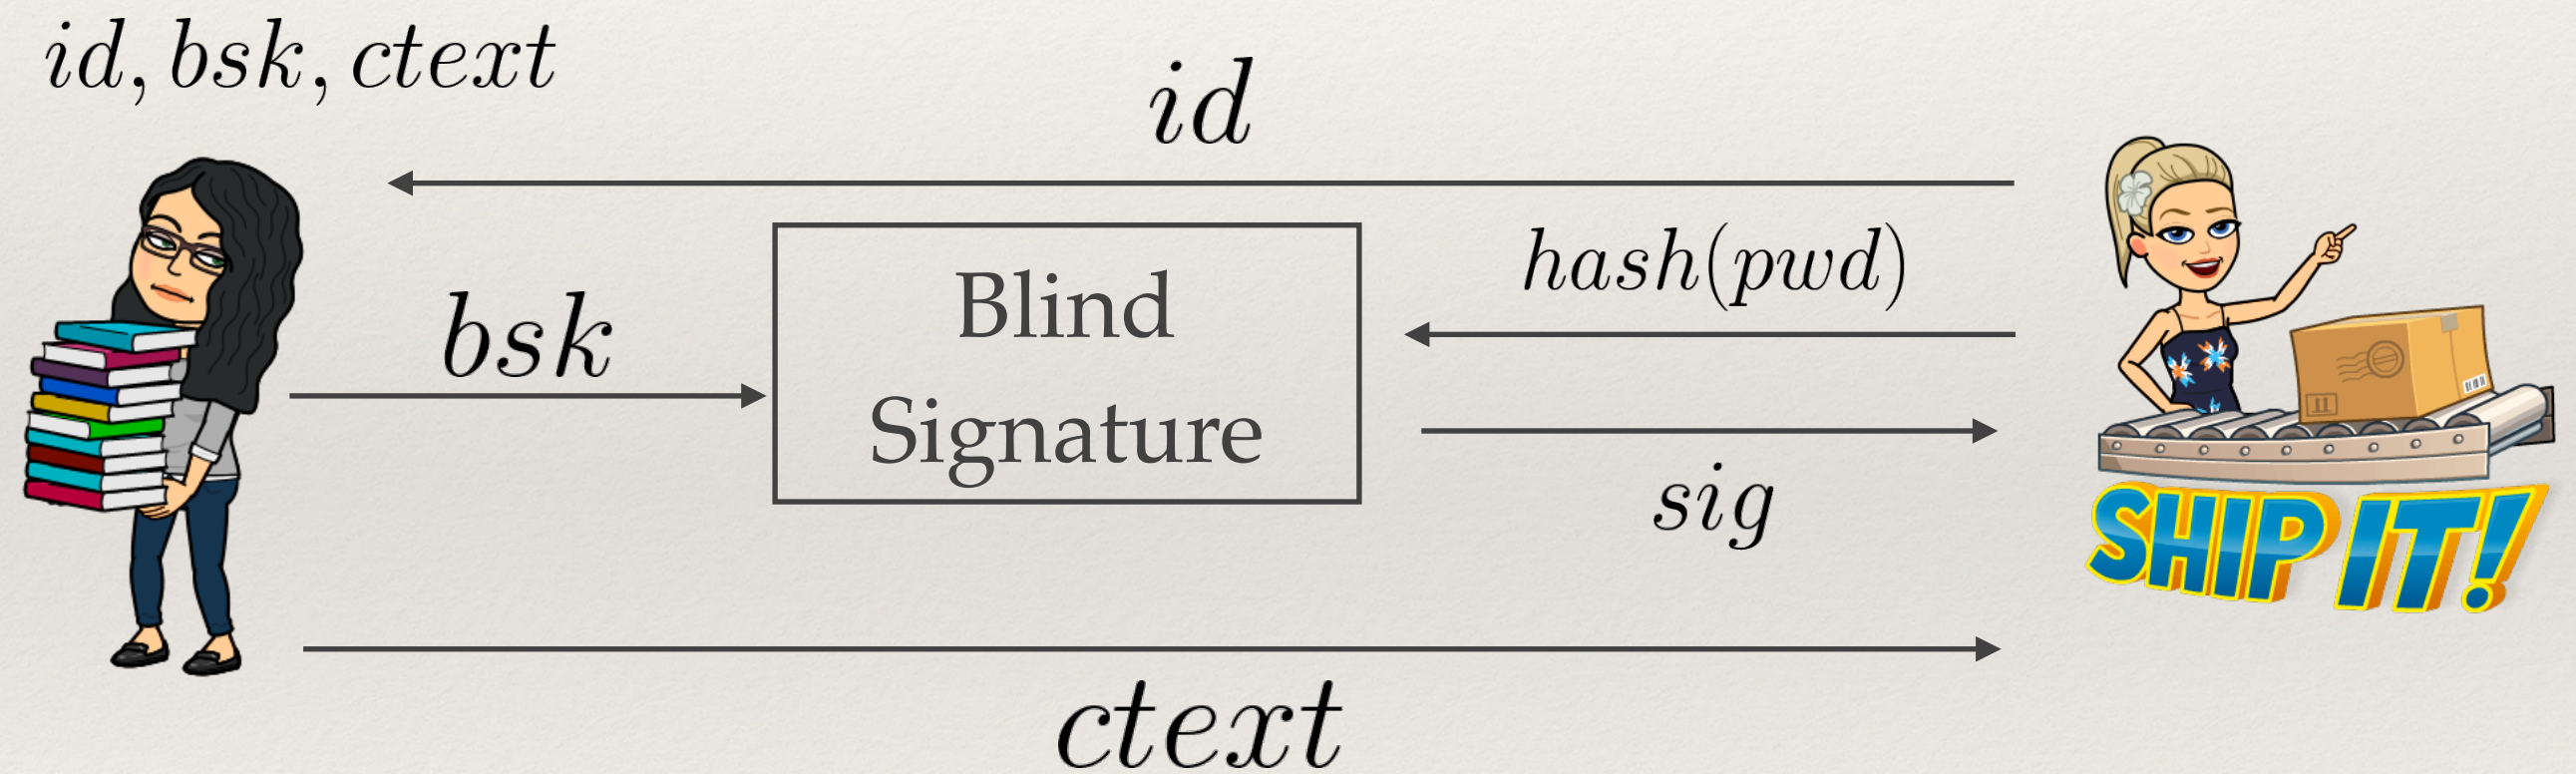 id, bsk, ctext
id
hash(pwd)
bsk
Blind
Signature
sig
SHIP IT!
ctext